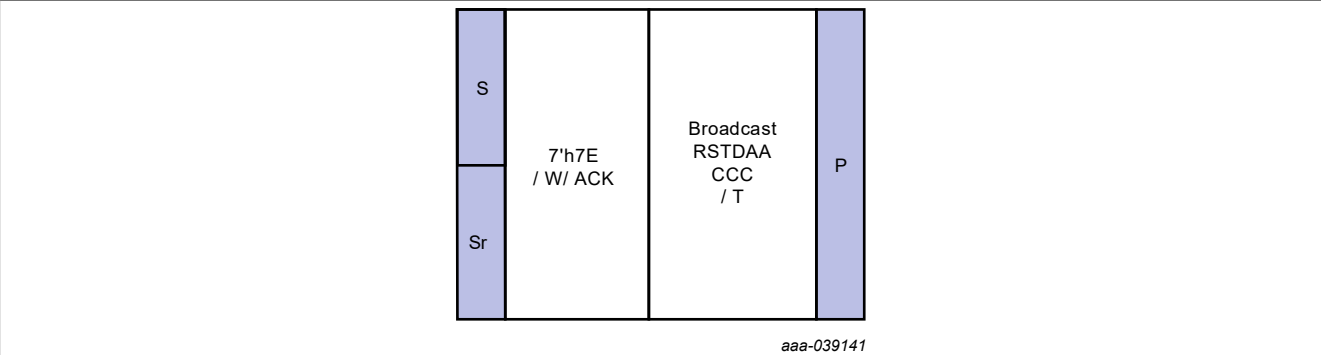 S
Sr
7'h7E
/ W/ ACK
Broadcast
RSTDAA
CCC
/ T
P
aaa-039141